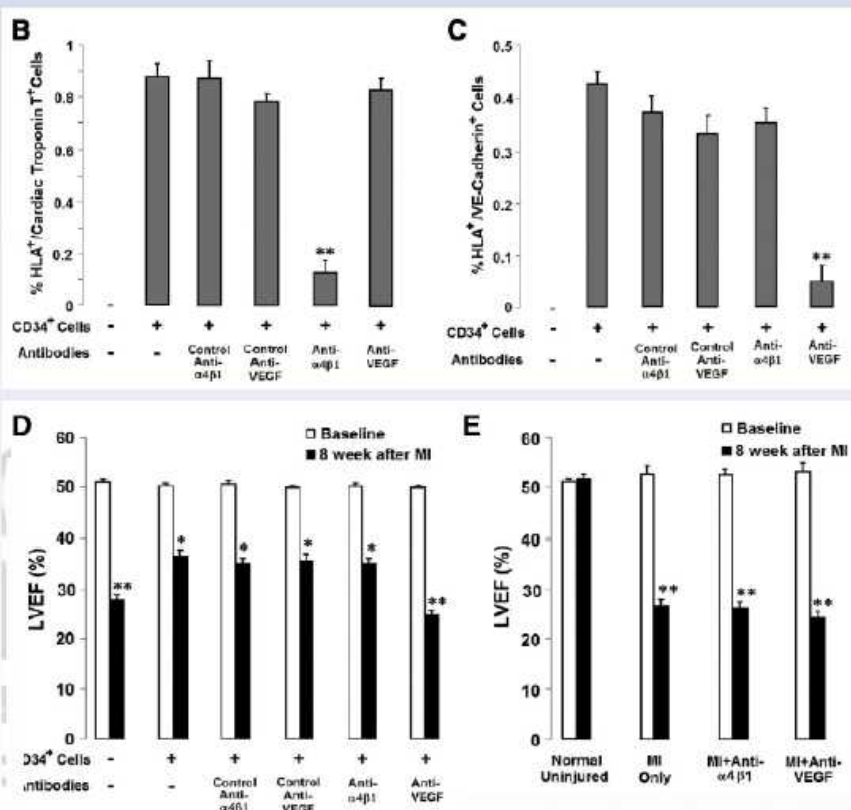 B
% HLA⁺/Cardiac Troponin T⁺Cells
1
0.8
0.6
0.4
0.2
0
-
**
CD34⁺ Cells - + + + + +
Antibodies - - Control Anti-α4β1 Control Anti-VEGF Anti-α4β1 Anti-VEGF
C
% HLA⁺/VE-Cadherin⁺ Cells
0.5
0.4
0.3
0.2
0.1
0
-
**
CD34⁺ Cells - + + + + +
Antibodies - - Control Anti-α4β1 Control Anti-VEGF Anti-α4β1 Anti-VEGF
D
Baseline
8 week after MI
LVEF (%)
60
50
40
30
20
10
0
** * * * * **
D34⁺ Cells - + + + + +
ntibodies - - Control Anti-α4β1 Control Anti-VEGF Anti-α4β1 Anti-VEGF
E
Baseline
8 week after MI
LVEF (%)
60
50
40
30
20
10
0
** ** **
Normal Uninjured MI Only MI+Anti-α4β1 MI+Anti-VEGF